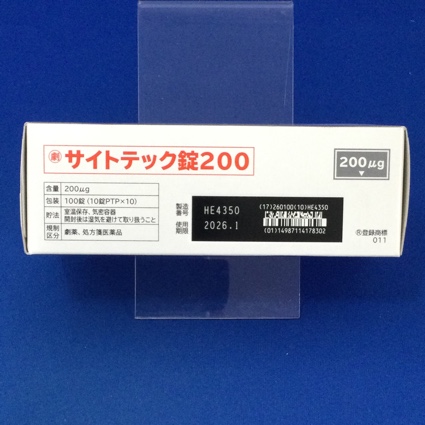 劇 サイトテック錠200
200μg
含量 200μg
包装 100錠 (10錠PTP×10)
貯法 室温保存、気密容器
開封後は湿気を避けて取り扱うこと
規制区分 劇薬、処方箋医薬品
製造番号 HE4350
使用期限 2026.1
(17)260100(10)HE4350
(01)14987114178302
®登録商標
011